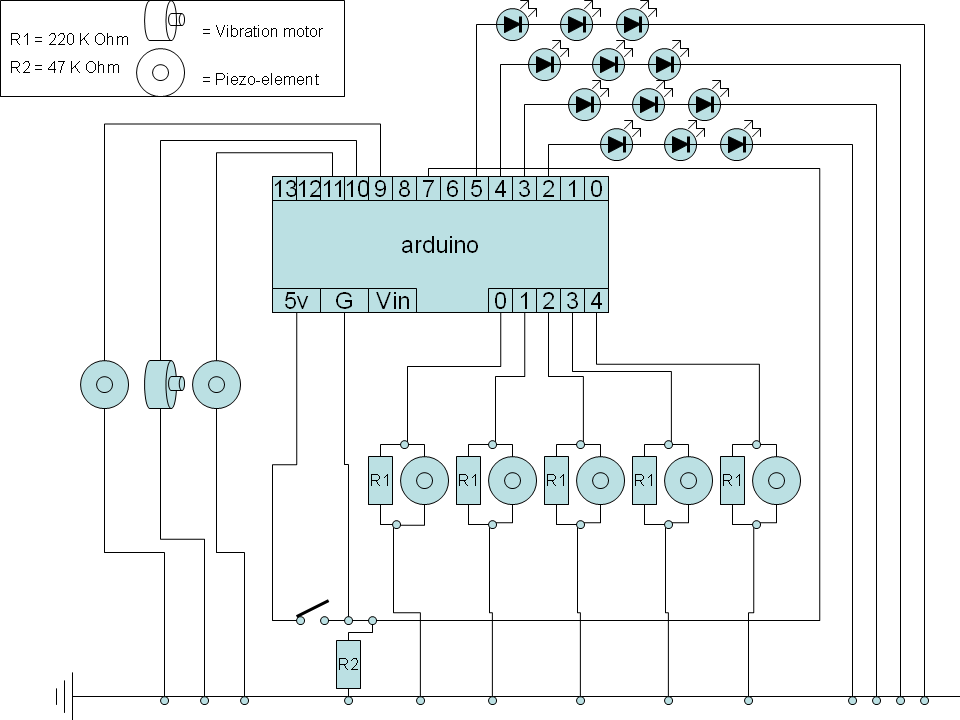 R1 = 220 K Ohm
= Vibration motor
R2 = 47 K Ohm
= Piezo-element
13 12 11 10 9 8 7 6 5 4 3 2 1 0
arduino
5v G Vin 0 1 2 3 4
R1 R1 R1 R1 R1
R2